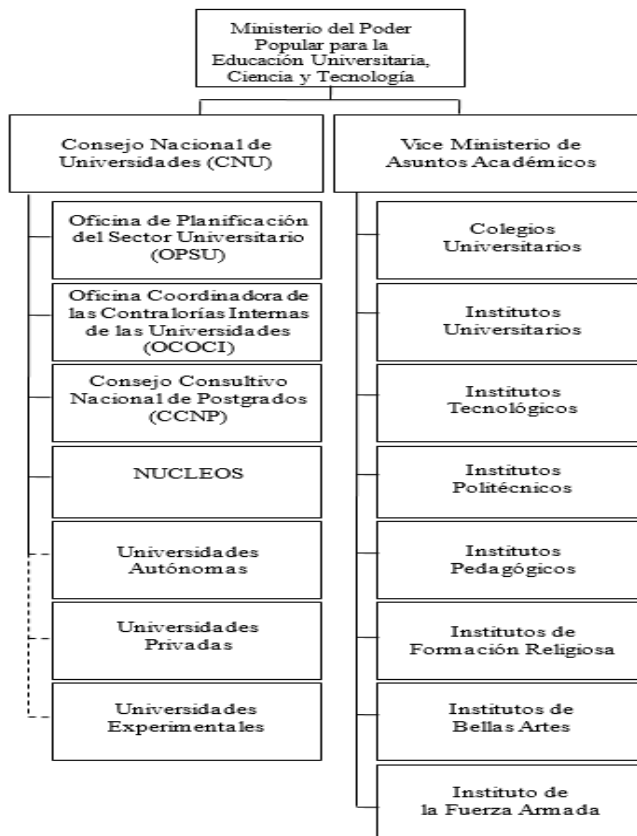 Ministerio del Poder
Popular para la
Educación Universitaria,
Ciencia y Tecnología
Consejo Nacional de
Universidades (CNU)
Oficina de Planificación
del Sector Universitario
(OPSU)
Oficina Coordinadora de
las Contralorías Internas
de las Universidades
(OCOCI)
Consejo Consultivo
Nacional de Postgrados
(CCNP)
NUCLEOS
Universidades
Autónomas
Universidades
Privadas
Universidades
Experimentales
Vice Ministerio de
Asuntos Académicos
Colegios
Universitarios
Institutos
Universitarios
Institutos
Tecnológicos
Institutos
Politécnicos
Institutos
Pedagógicos
Institutos de
Formación Religiosa
Institutos de
Bellas Artes
Instituto de
la Fuerza Armada